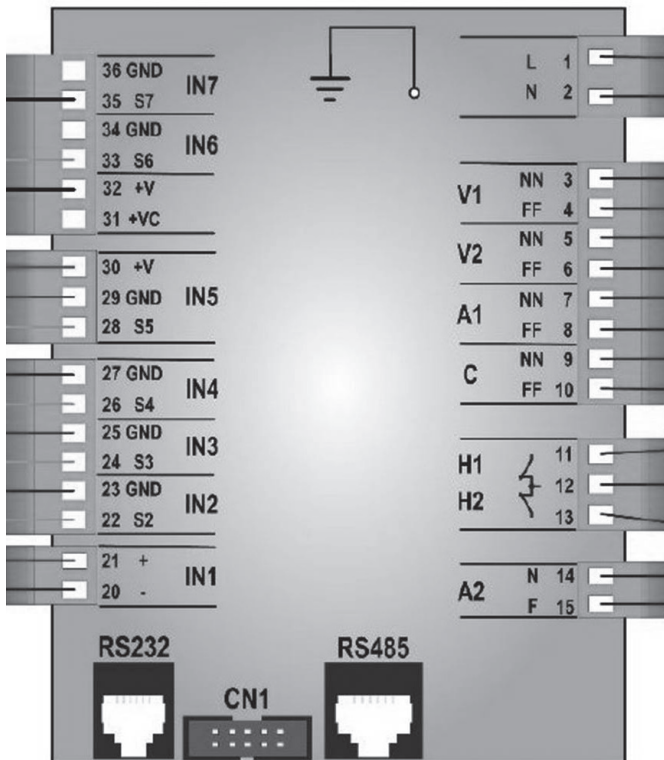 36 GND
35 S7
IN7
34 GND
33 S6
IN6
32 +V
31 +VC
30 +V
29 GND
28 S5
IN5
27 GND
26 S4
IN4
25 GND
24 S3
IN3
23 GND
22 S2
IN2
21 +
20 -
IN1
L 1
N 2
V1
NN 3
FF 4
V2
NN 5
FF 6
A1
NN 7
FF 8
C
NN 9
FF 10
H1
H2
11
12
13
A2
N 14
F 15
RS232
CN1
RS485